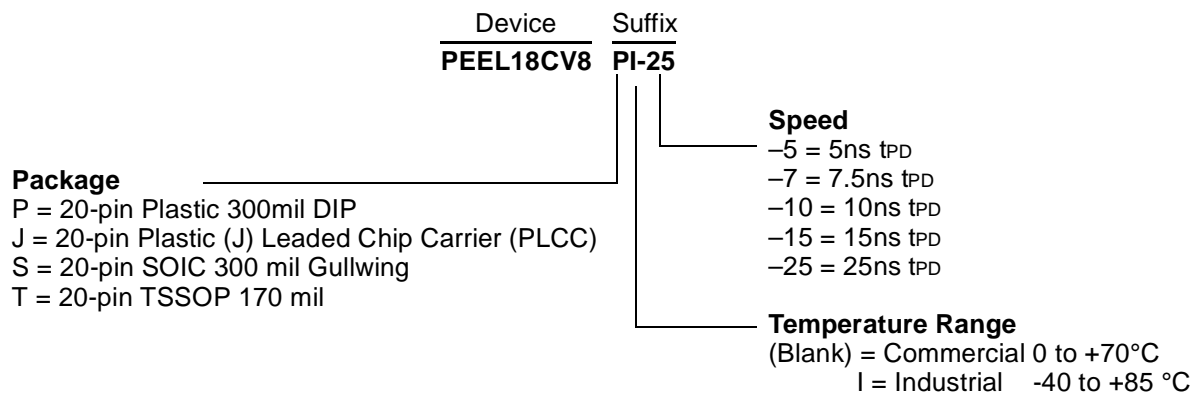 Device Suffix
PEEL18CV8 PI-25
Speed
–5 = 5ns tPD
–7 = 7.5ns tPD
–10 = 10ns tPD
–15 = 15ns tPD
–25 = 25ns tPD
Package
P = 20-pin Plastic 300mil DIP
J = 20-pin Plastic (J) Leaded Chip Carrier (PLCC)
S = 20-pin SOIC 300 mil Gullwing
T = 20-pin TSSOP 170 mil
Temperature Range
(Blank) = Commercial 0 to +70°C
I = Industrial -40 to +85 °C